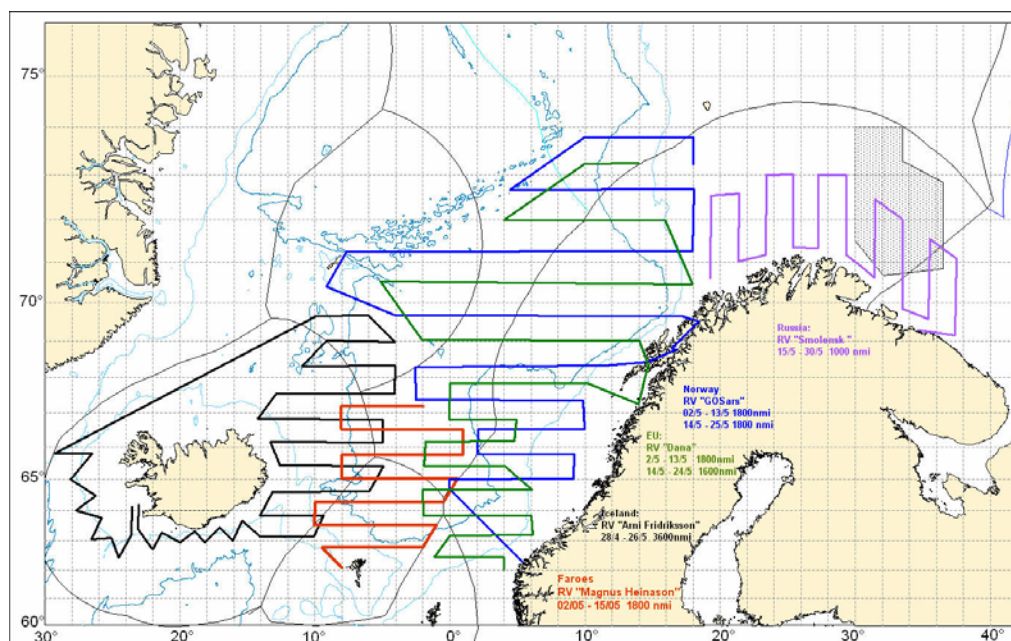 75°
70°
65°
60°
30°
20°
10°
0°
10°
20°
30°
40°
Russia:
RV "Smolensk "
15/5 - 30/5 1000 nmi
Norway
RV "GOSars"
02/5 - 13/5 1800nmi
14/5 - 25/5 1800 nmi
EU:
RV "Dana"
2/5 - 13/5 1800nmi
14/5 - 24/5 1600nmi
Iceland:
RV "Arni Fridriksson"
28/4 - 26/5 3600nmi
Faroes
RV "Magnus Heinason"
02/05 - 15/05 1800 nmi